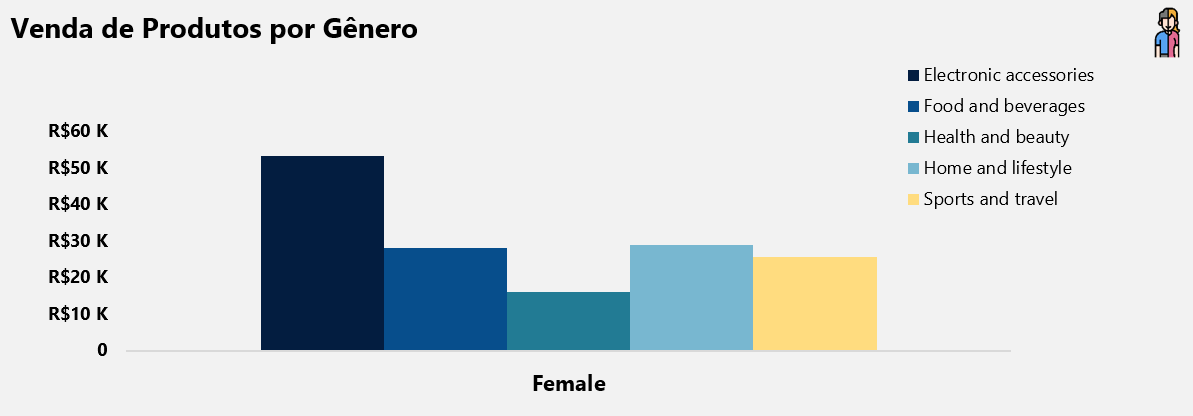 Venda de Produtos por Gênero
Electronic accessories
Food and beverages
Health and beauty
Home and lifestyle
Sports and travel
R$60 K
R$50 K
R$40 K
R$30 K
R$20 K
R$10 K
0
Female